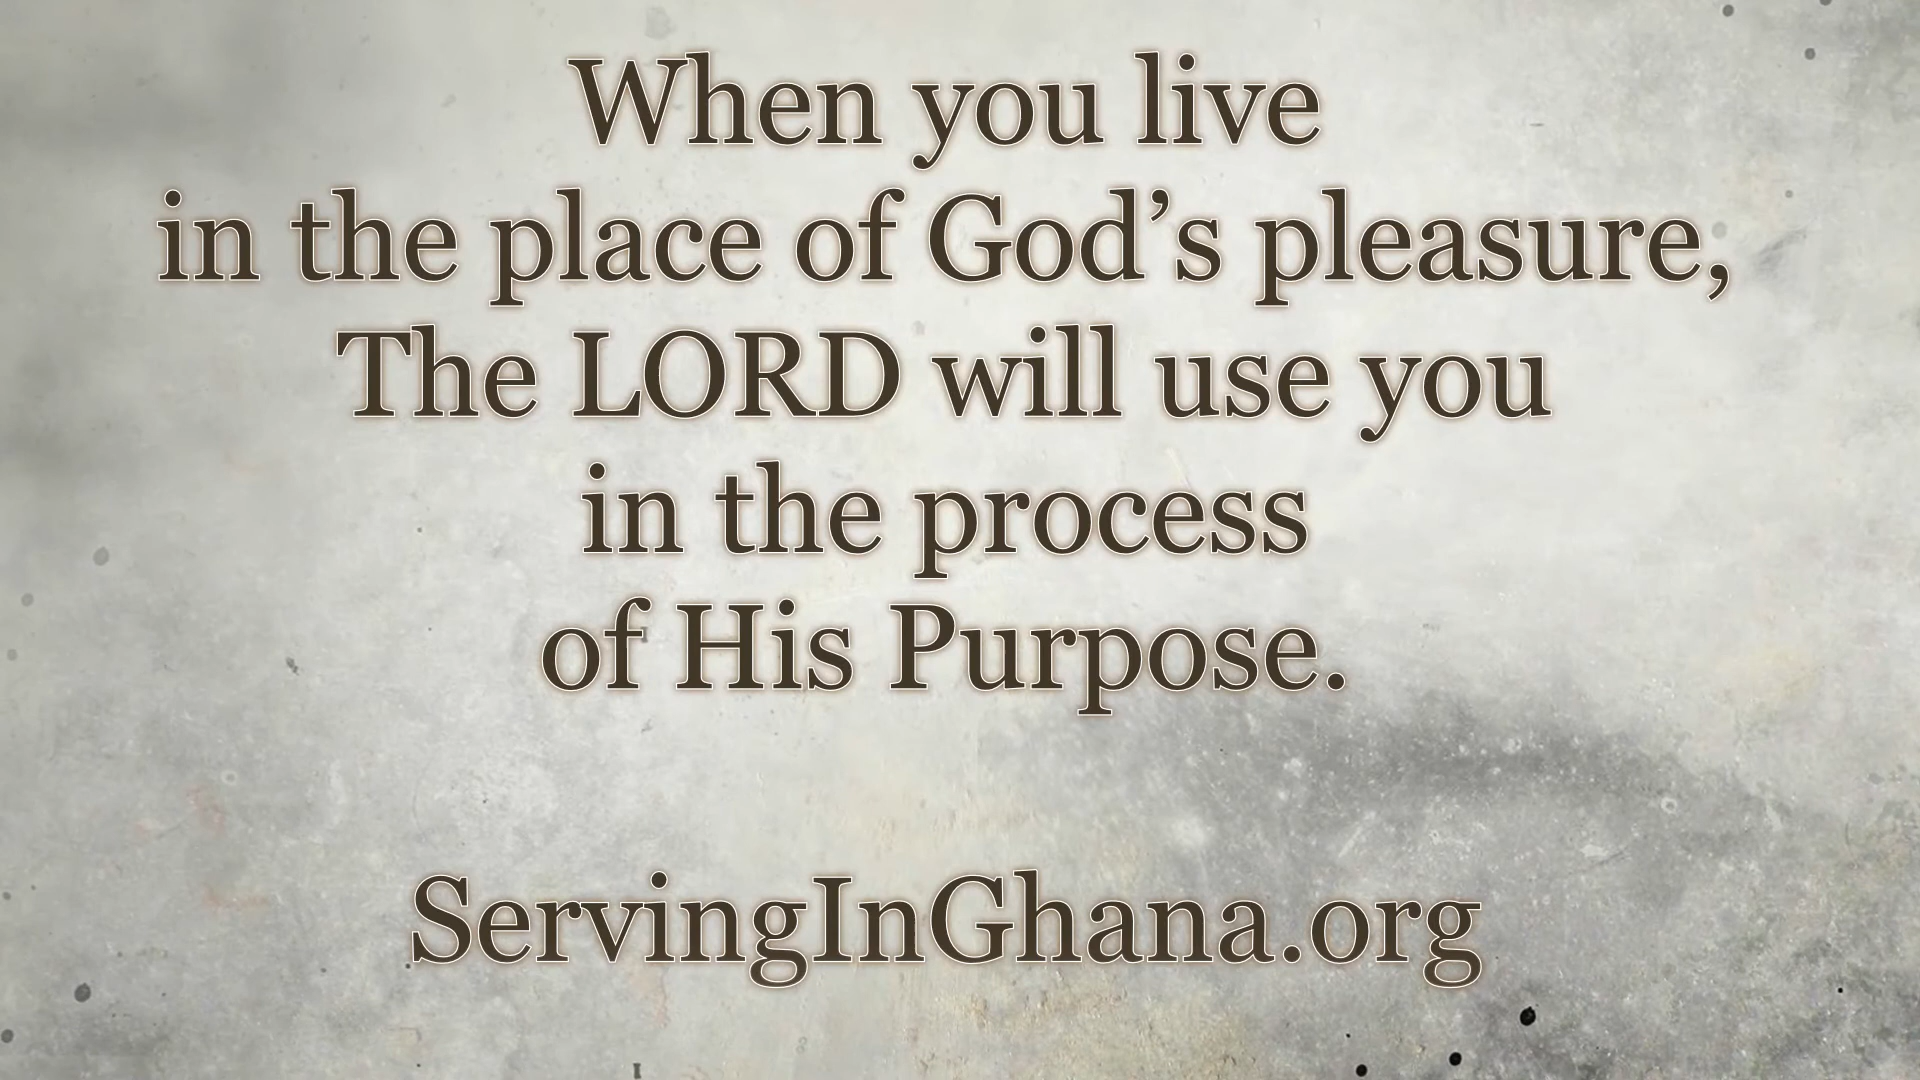 When you live
in the place of God’s pleasure,
The LORD will use you
in the process
of His Purpose.
ServingInGhana.org